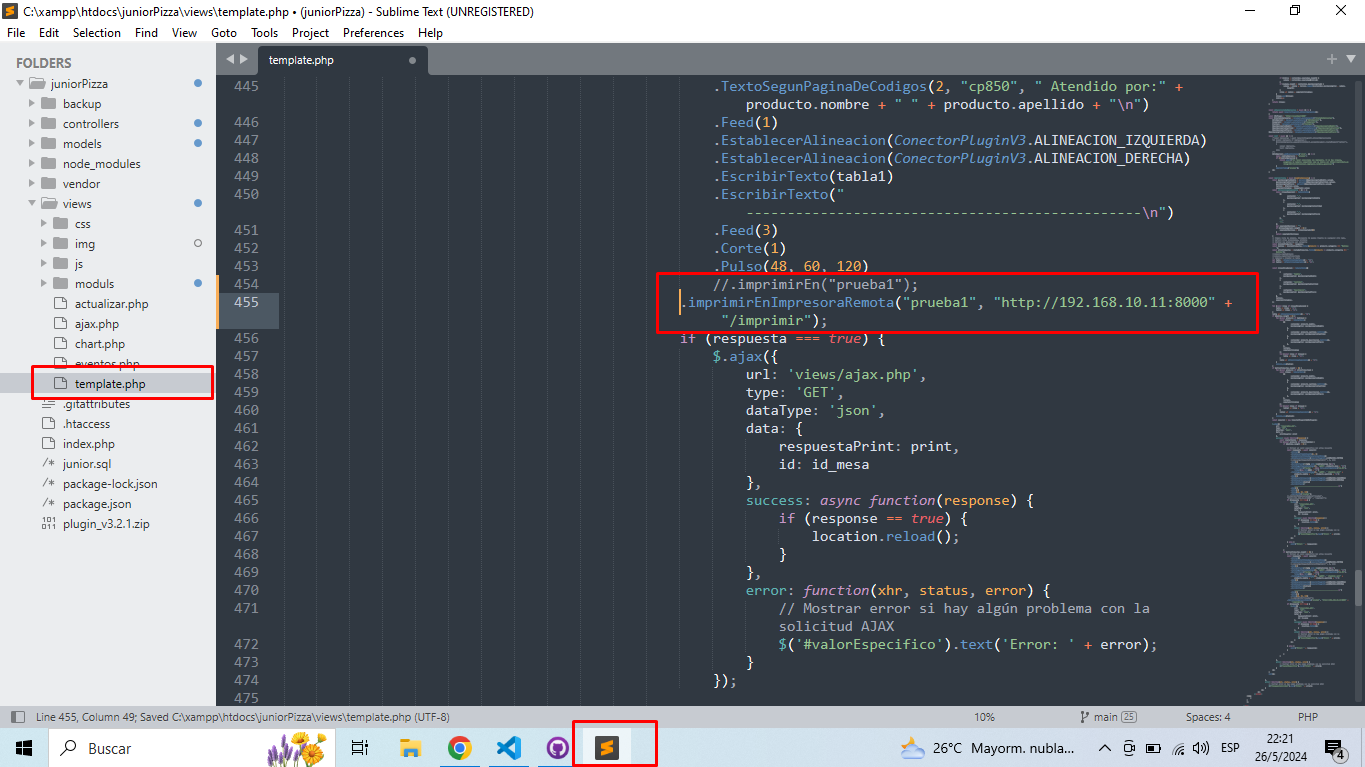 C:\xampp\htdocs\juniorPizza\views\template.php • (juniorPizza) - Sublime Text (UNREGISTERED)
File Edit Selection Find View Goto Tools Project Preferences Help
FOLDERS
juniorPizza
backup
controllers
models
node_modules
vendor
views
css
img
js
moduls
actualizar.php
ajax.php
chart.php
eventos.php
template.php
.gitattributes
.htaccess
index.php
junior.sql
package-lock.json
package.json
plugin_v3.2.1.zip
template.php
445 .TextoSegunPaginaDeCodigos(2, "cp850", " Atendido por:" +
producto.nombre + " " + producto.apellido + "\n")
446 .Feed(1)
447 .EstablecerAlineacion(ConectorPluginV3.ALINEACION_IZQUIERDA)
448 .EstablecerAlineacion(ConectorPluginV3.ALINEACION_DERECHA)
449 .EscribirTexto(tabla1)
450 .EscribirTexto("
------------------------------------------------\n")
451 .Feed(3)
452 .Corte(1)
453 .Pulso(48, 60, 120)
454 //.imprimirEn("prueba1");
455 .imprimirEnImpresoraRemota("prueba1", "http://192.168.10.11:8000" +
"/imprimir");
456 if (respuesta === true) {
457 $.ajax({
458 url: 'views/ajax.php',
459 type: 'GET',
460 dataType: 'json',
461 data: {
462 respuestaPrint: print,
463 id: id_mesa
464 },
465 success: async function(response) {
466 if (response == true) {
467 location.reload();
468 }
469 },
470 error: function(xhr, status, error) {
471 // Mostrar error si hay algún problema con la
solicitud AJAX
472 $('#valorEspecifico').text('Error: ' + error);
473 }
474 });
475
Line 455, Column 49; Saved C:\xampp\htdocs\juniorPizza\views\template.php (UTF-8) 10% main 25 Spaces: 4 PHP
Buscar 26°C Mayorm. nubla... ESP 22:21
26/5/2024 4